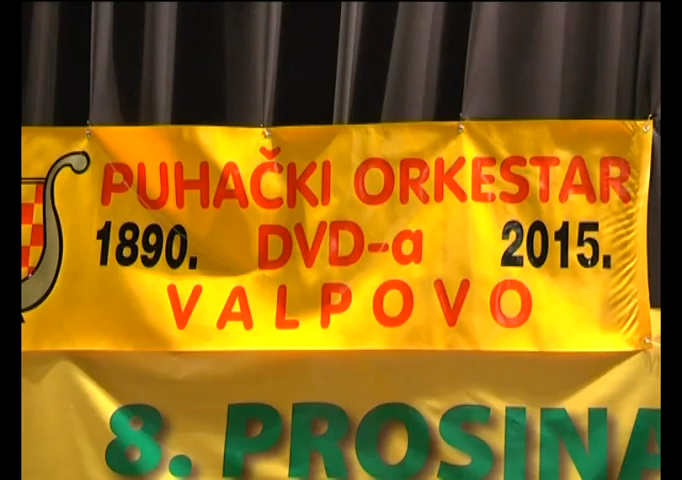 PUHAČKI ORKESTAR
1890. DVD-a 2015.
VALPOVO
8. PROSINA